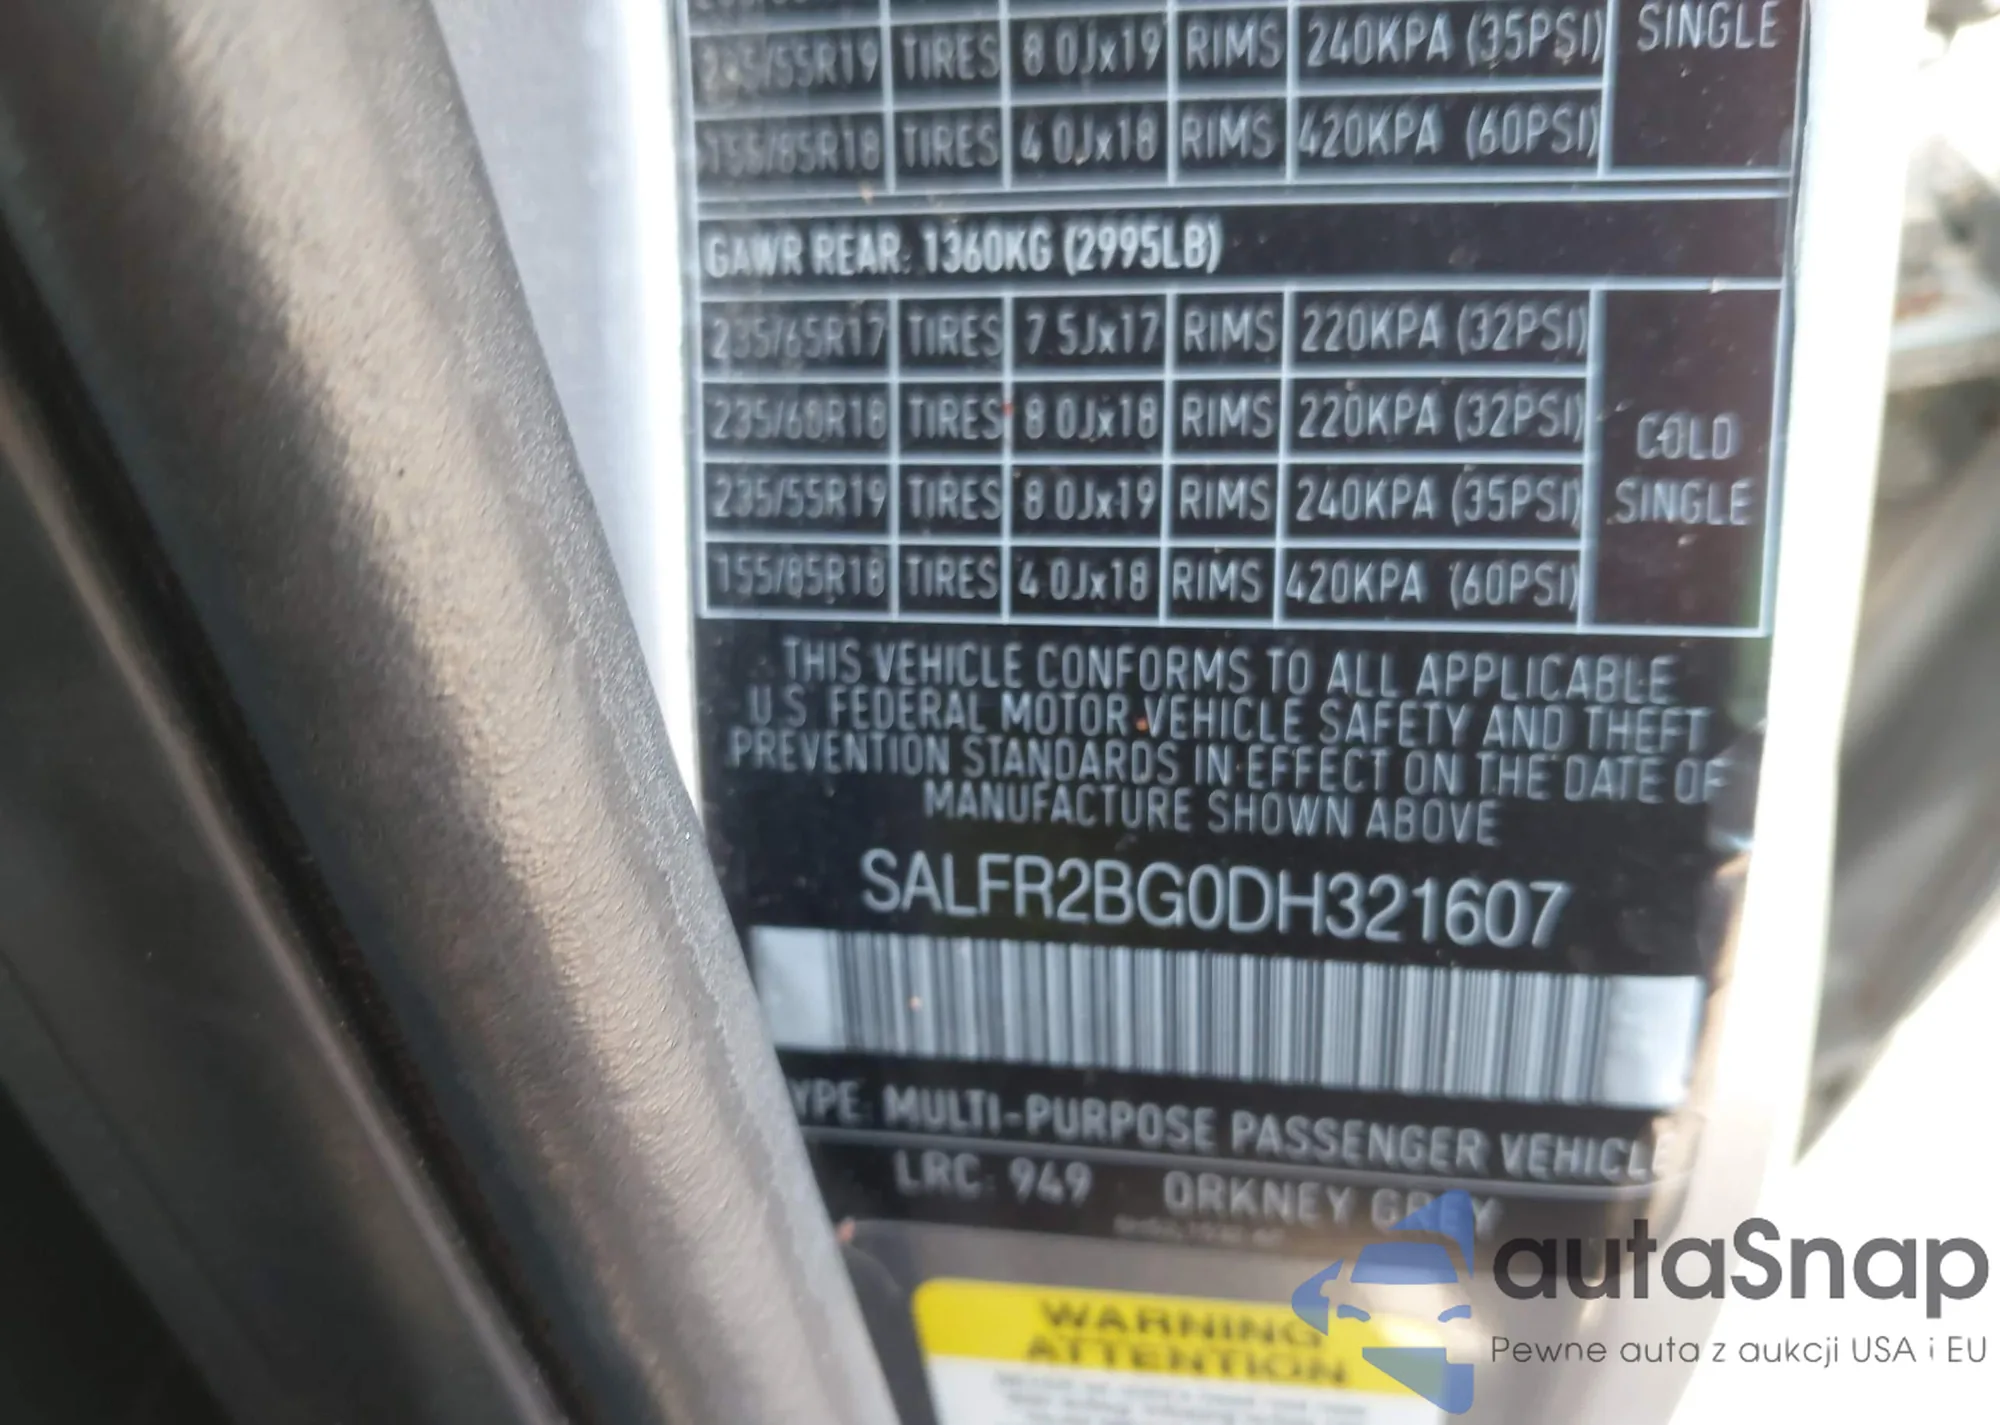 235/55R19 TIRES 8.0Jx19 RIMS 240KPA (35PSI) SINGLE
155/85R18 TIRES 4.0Jx18 RIMS 420KPA (60PSI)
GAWR REAR: 1360KG (2995LB)
235/65R17 TIRES 7.5Jx17 RIMS 220KPA (32PSI)
235/60R18 TIRES 8.0Jx18 RIMS 220KPA (32PSI) COLD
235/55R19 TIRES 8.0Jx19 RIMS 240KPA (35PSI) SINGLE
155/85R18 TIRES 4.0Jx18 RIMS 420KPA (60PSI)
THIS VEHICLE CONFORMS TO ALL APPLICABLE
U.S. FEDERAL MOTOR VEHICLE SAFETY AND THEFT
PREVENTION STANDARDS IN EFFECT ON THE DATE OF
MANUFACTURE SHOWN ABOVE
SALFR2BG0DH321607
YPE: MULTI-PURPOSE PASSENGER VEHICLE
LRC: 949 ORKNEY GREY
WARNING
ATTENTION
autaSnap
Pewne auta z aukcji USA i EU